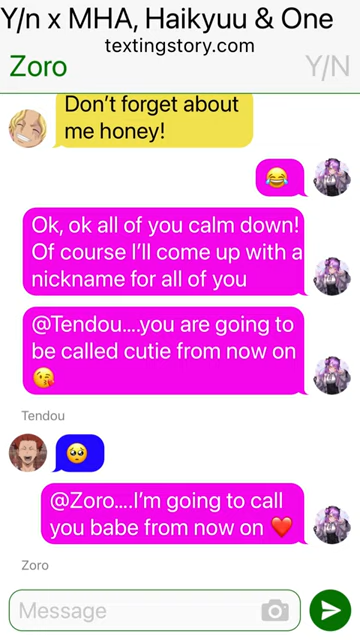 Y/n x MHA, Haikyuu & One
textingstory.com
Zoro
Y/N
Don't forget about
me honey!
😂
Ok, ok all of you calm down!
Of course I'll come up with a
nickname for all of you
@Tendou....you are going to
be called cutie from now on
😘
Tendou
🥺
@Zoro....I'm going to call
you babe from now on ❤️
Zoro
Message